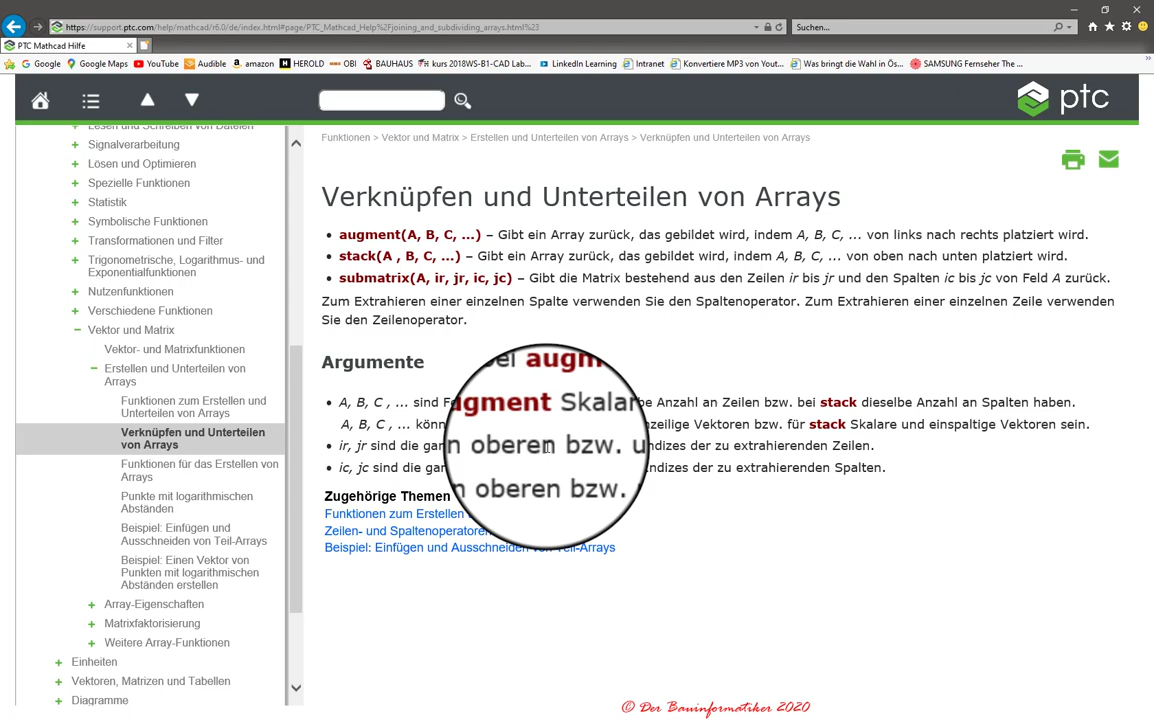 https://support.ptc.com/help/mathcad/r6.0/de/index.html#page/PTC_Mathcad_Help%2Fjoining_and_subdividing_arrays.html%23
Suchen...
PTC Mathcad Hilfe
Google
Google Maps
YouTube
Audible
amazon
HEROLD
OBI
BAUHAUS
kurs 2018WS-B1-CAD Lab...
LinkedIn Learning
Intranet
Konvertiere MP3 von Yout...
Was bringt die Wahl in Ös...
SAMSUNG Fernseher The ...
ptc
Lesen und Schreiben von Dateien
Signalverarbeitung
Lösen und Optimieren
Spezielle Funktionen
Statistik
Symbolische Funktionen
Transformationen und Filter
Trigonometrische, Logarithmus- und
Exponentialfunktionen
Nutzenfunktionen
Verschiedene Funktionen
Vektor und Matrix
Vektor- und Matrixfunktionen
Erstellen und Unterteilen von
Arrays
Funktionen zum Erstellen und
Unterteilen von Arrays
Verknüpfen und Unterteilen
von Arrays
Funktionen für das Erstellen von
Arrays
Punkte mit logarithmischen
Abständen
Beispiel: Einfügen und
Ausschneiden von Teil-Arrays
Beispiel: Einen Vektor von
Punkten mit logarithmischen
Abständen erstellen
Array-Eigenschaften
Matrixfaktorisierung
Weitere Array-Funktionen
Einheiten
Vektoren, Matrizen und Tabellen
Diagramme
Funktionen > Vektor und Matrix > Erstellen und Unterteilen von Arrays > Verknüpfen und Unterteilen von Arrays
Verknüpfen und Unterteilen von Arrays
• augment(A, B, C, ...) – Gibt ein Array zurück, das gebildet wird, indem A, B, C, ... von links nach rechts platziert wird.
• stack(A , B, C, ...) – Gibt ein Array zurück, das gebildet wird, indem A, B, C, ... von oben nach unten platziert wird.
• submatrix(A, ir, jr, ic, jc) – Gibt die Matrix bestehend aus den Zeilen ir bis jr und den Spalten ic bis jc von Feld A zurück.
Zum Extrahieren einer einzelnen Spalte verwenden Sie den Spaltenoperator. Zum Extrahieren einer einzelnen Zeile verwenden
Sie den Zeilenoperator.
Argumente
bei augm
• A, B, C , ... sind ugment Skalar Anzahl an Zeilen bzw. bei stack dieselbe Anzahl an Spalten haben.
A, B, C , ... könn zeilige Vektoren bzw. für stack Skalare und einspaltige Vektoren sein.
• ir, jr sind die gan n oberen bzw. u ndizes der zu extrahierenden Zeilen.
• ic, jc sind die gan n oberen bzw. ndizes der zu extrahierenden Spalten.
Zugehörige Themen
Funktionen zum Erstellen
Zeilen- und Spaltenoperatoren
Beispiel: Einfügen und Ausschneiden von Teil-Arrays
© Der Bauinformatiker 2020